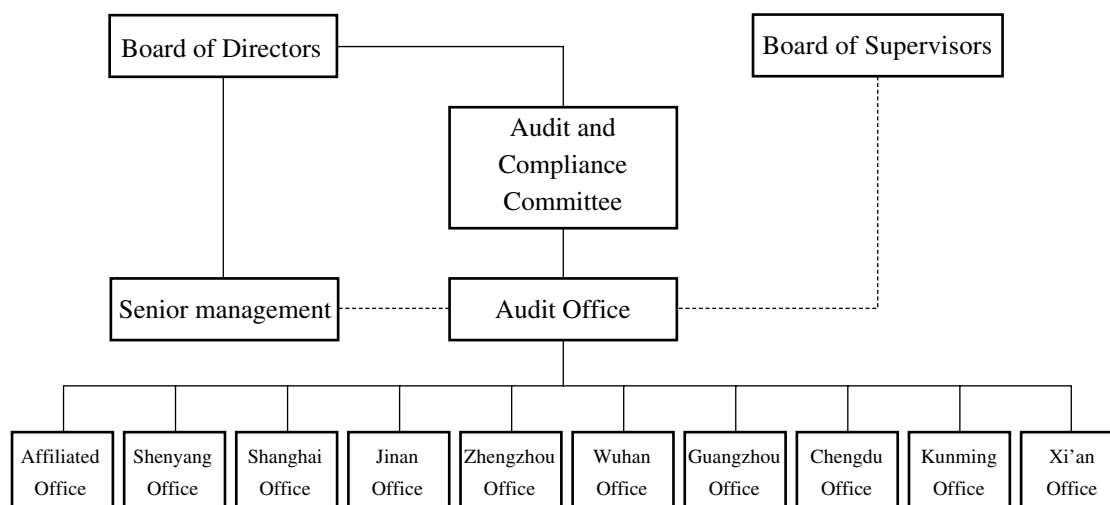 Board of Directors
Board of Supervisors
Audit and
Compliance
Committee
Senior management
Audit Office
Affiliated
Office
Shenyang
Office
Shanghai
Office
Jinan
Office
Zhengzhou
Office
Wuhan
Office
Guangzhou
Office
Chengdu
Office
Kunming
Office
Xi’an
Office